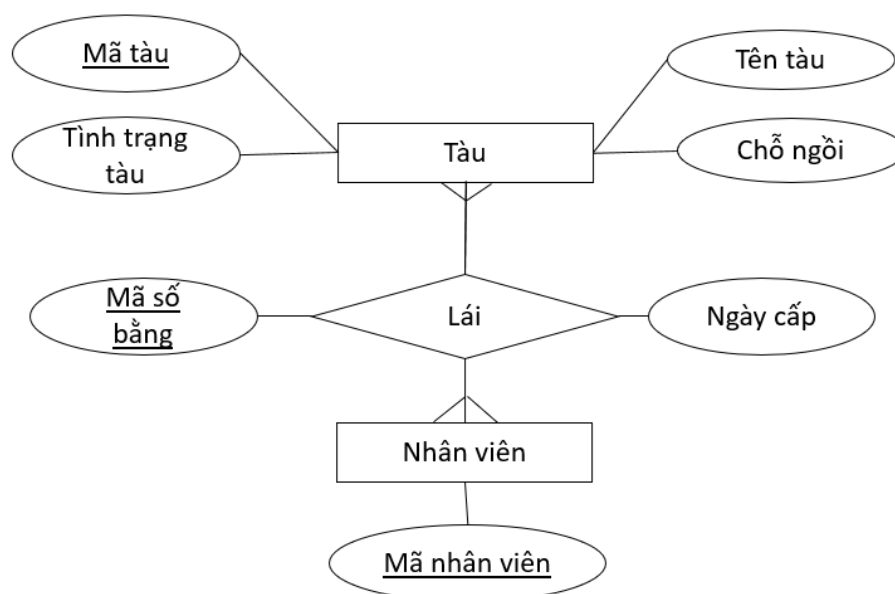 Mã tàu
Tên tàu
Tình trạng
tàu
Tàu
Chỗ ngồi
Mã số
bằng
Lái
Ngày cấp
Nhân viên
Mã nhân viên